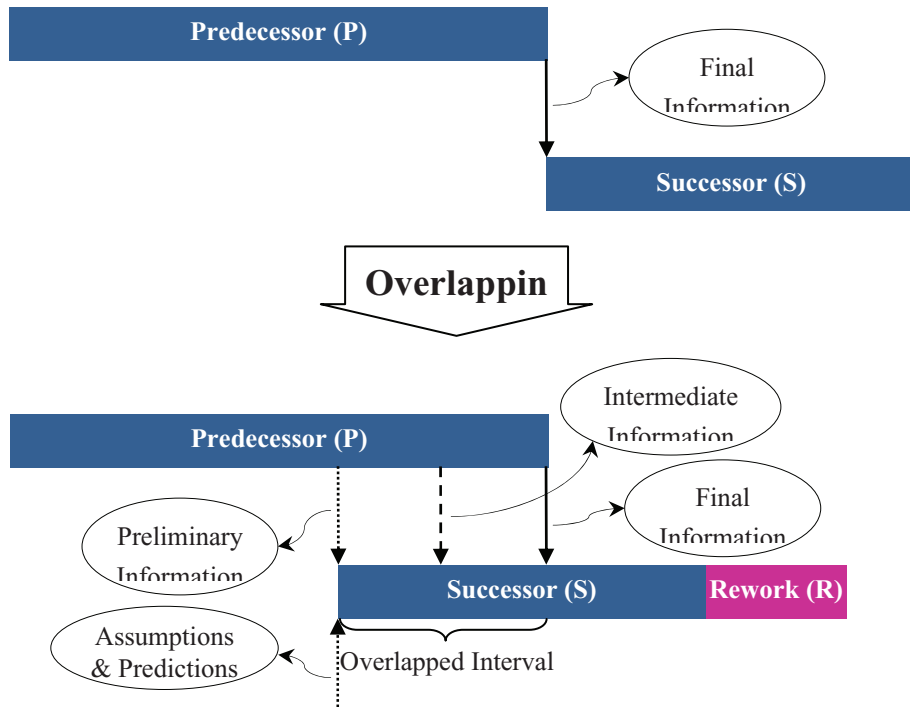 Predecessor (P)
Final
Information
Successor (S)
Overlappin
Intermediate
Information
Predecessor (P)
Final
Information
Preliminary
Information
Successor (S)
Rework (R)
Assumptions
& Predictions
Overlapped Interval